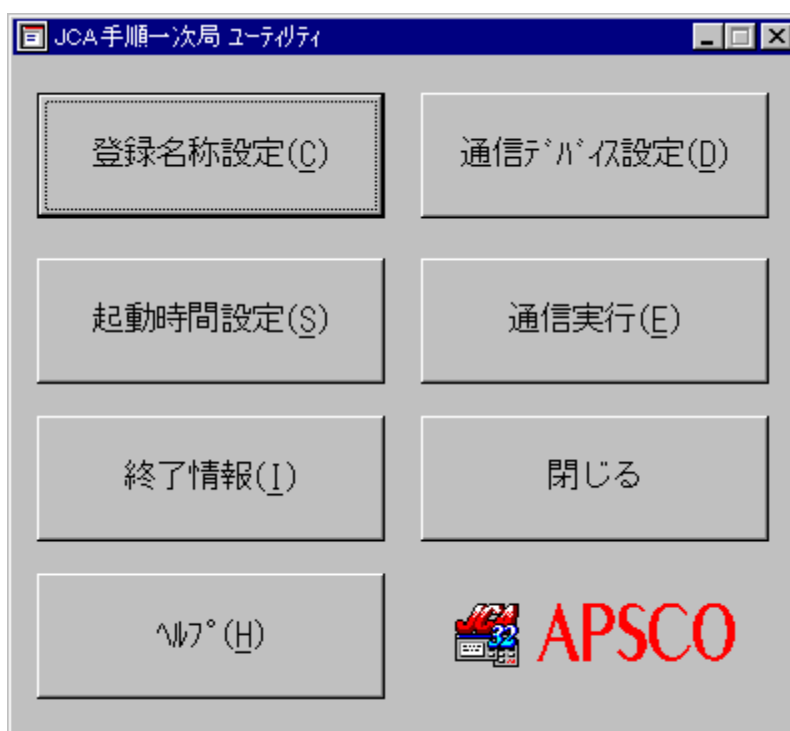 JCA手順一次局 ﾕｰﾃｨﾘﾃｨ
登録名称設定(C)
通信ﾃﾞﾊﾞｲｽ設定(D)
起動時間設定(S)
通信実行(E)
終了情報(I)
閉じる
ﾍﾙﾌﾟ(H)
JCA
32
APSCO